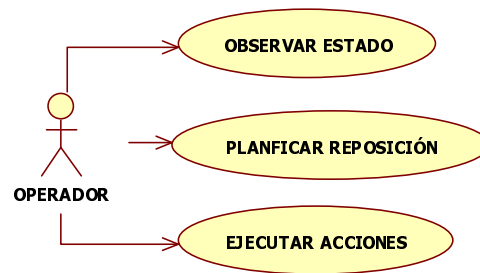 OBSERVAR ESTADO
PLANFICAR REPOSICIÓN
OPERADOR
EJECUTAR ACCIONES